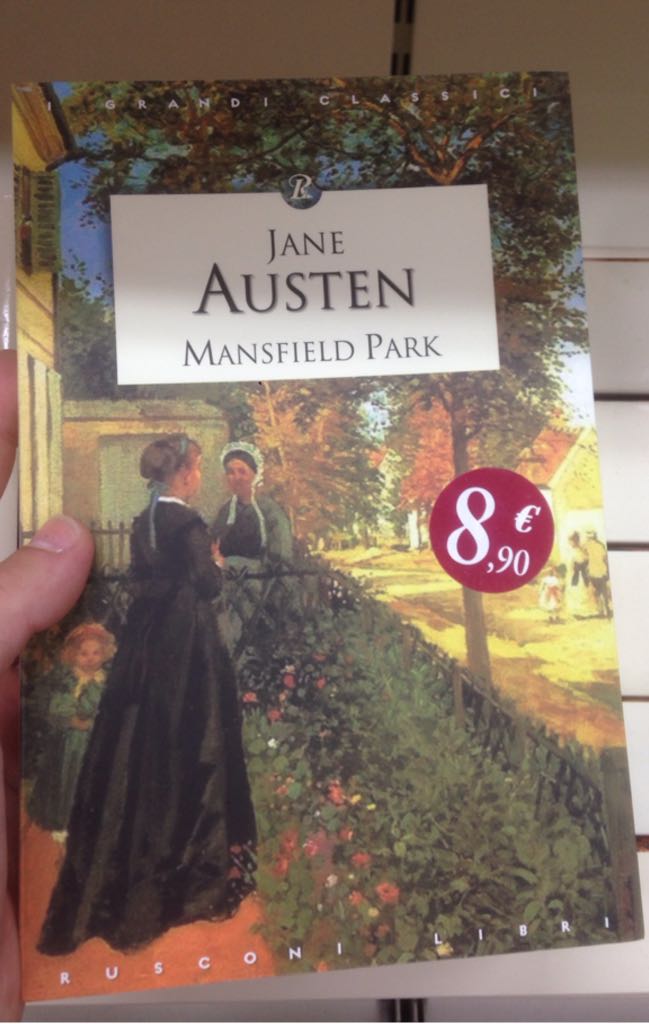 I GRANDI CLASSICI
R
JANE
AUSTEN
MANSFIELD PARK
8,90 €
RUSCONI LIBRI